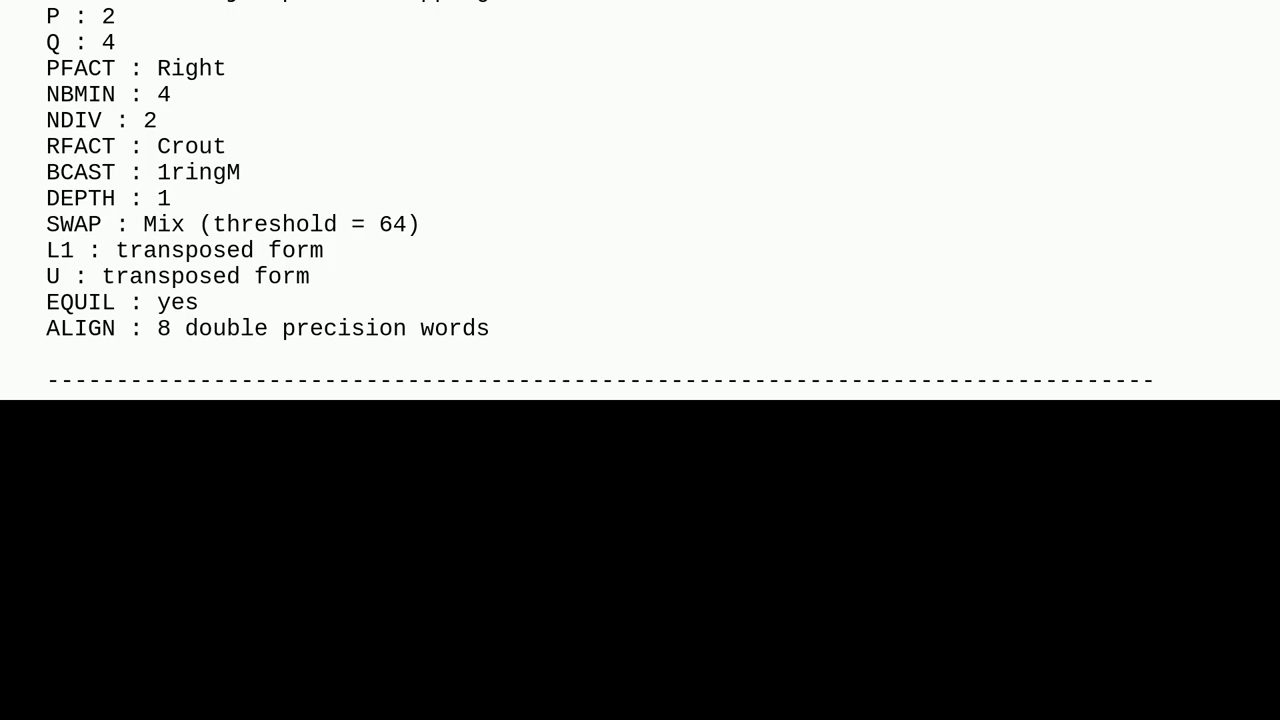 P : 2
Q : 4
PFACT : Right
NBMIN : 4
NDIV : 2
RFACT : Crout
BCAST : 1ringM
DEPTH : 1
SWAP : Mix (threshold = 64)
L1 : transposed form
U : transposed form
EQUIL : yes
ALIGN : 8 double precision words
--------------------------------------------------------------------------------